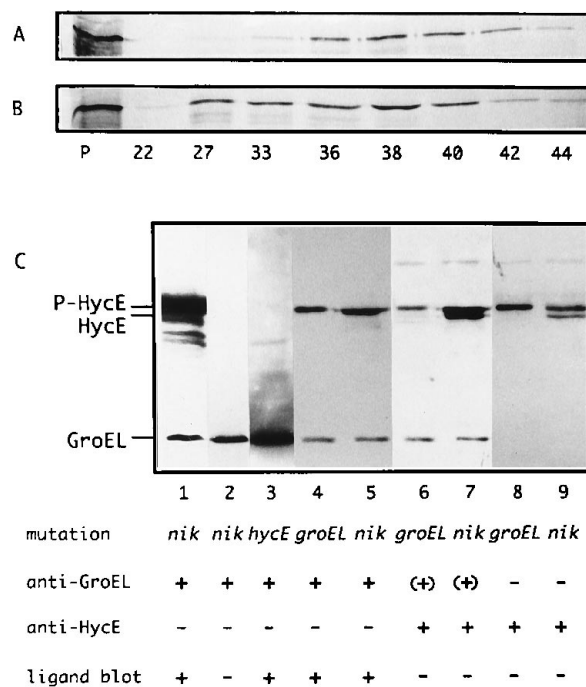 A
B
P 22 27 33 36 38 40 42 44
C
P-HycE
HycE
GroEL
1 2 3 4 5 6 7 8 9
mutation nik nik hycE groEL nik groEL nik groEL nik
anti-GroEL + + + + + (+) (+) – –
anti-HycE – – – – – + + + +
ligand blot + – + + + – – – –